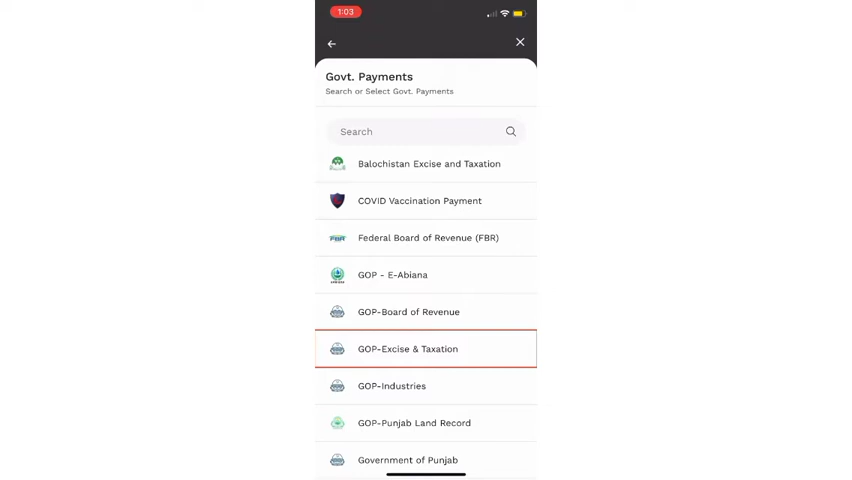 1:03
Govt. Payments
Search or Select Govt. Payments
Search
Balochistan Excise and Taxation
COVID Vaccination Payment
FBR
Federal Board of Revenue (FBR)
GOP - E-Abiana
GOP-Board of Revenue
GOP-Excise & Taxation
GOP-Industries
GOP-Punjab Land Record
Government of Punjab